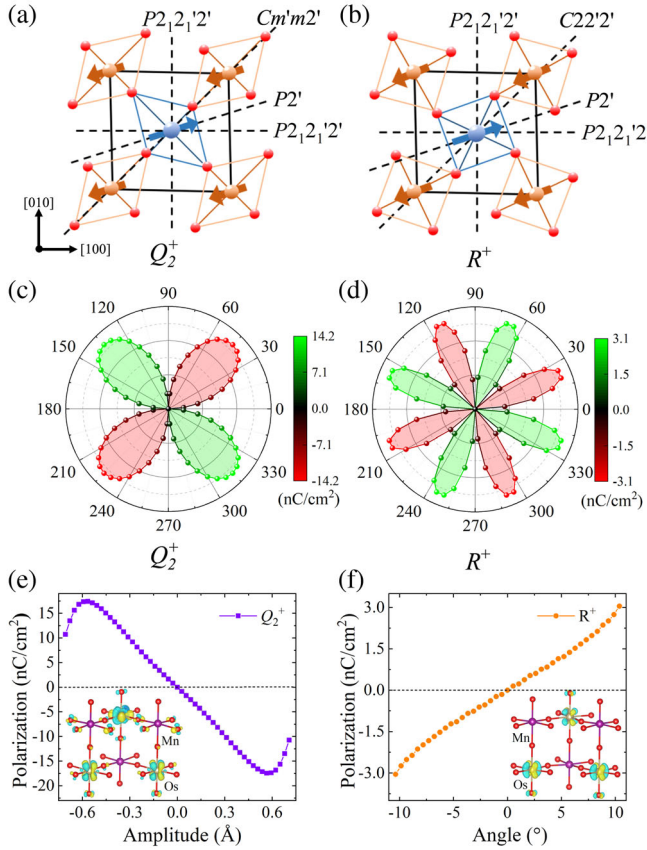 (a) P2₁2₁'2' Cm'm2'
P2'
P2₁2₁'2'
[010]
[100]
Q₂⁺
(b) P2₁2₁'2' C22'2'
P2'
P2₁2₁'2
R⁺
(c)
90
120 60
150 30
180 0
210 330
240 300
270
14.2
7.1
0.0
-7.1
-14.2
(nC/cm²)
Q₂⁺
(d)
90
120 60
150 30
180 0
210 330
240 300
270
3.1
1.5
0.0
-1.5
-3.1
(nC/cm²)
R⁺
(e)
Polarization (nC/cm²)
15
10
5
0
-5
-10
-15
-20
Q₂⁺
Mn
Os
-0.6 -0.3 0.0 0.3 0.6
Amplitude (Å)
(f)
Polarization (nC/cm²)
3.0
1.5
0.0
-1.5
-3.0
R⁺
Mn
Os
-10 -5 0 5 10
Angle (°)